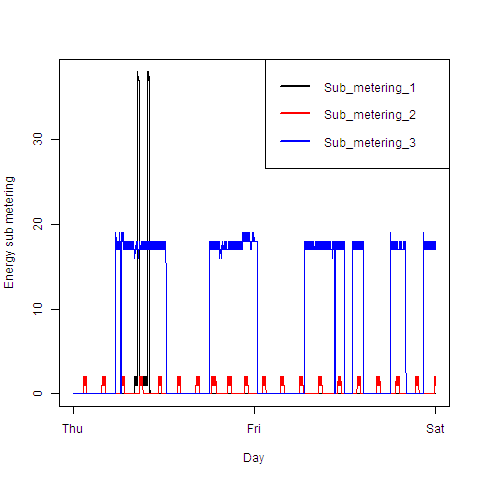 Sub_metering_1
Sub_metering_2
Sub_metering_3
Energy sub metering
30
20
10
0
Thu
Fri
Sat
Day